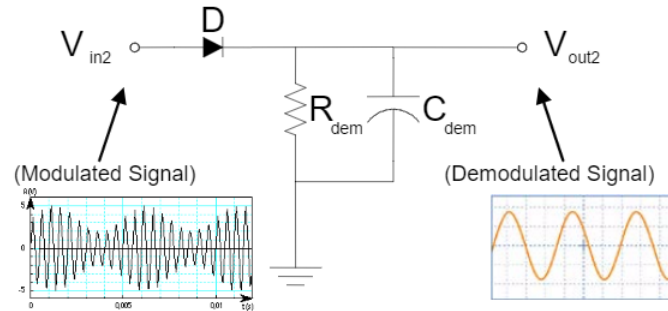 D
V in2
V out2
R dem
C dem
(Modulated Signal)
(Demodulated Signal)
A(V)
5
0
-5
0
0,005
0,01
t(s)